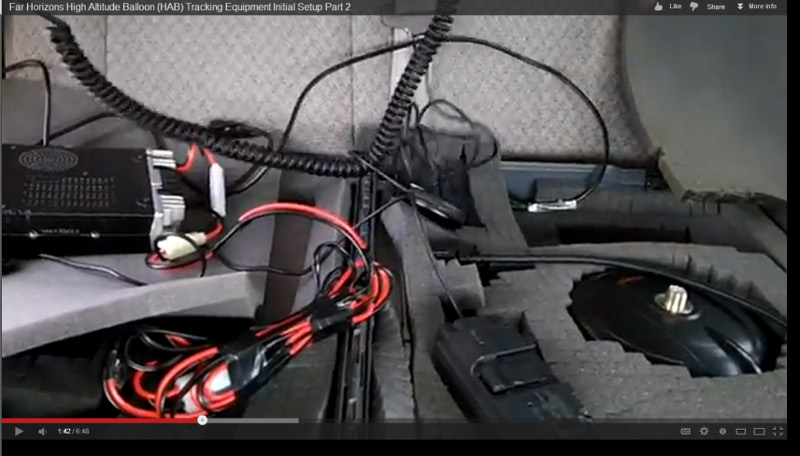 Far Horizons High Altitude Balloon (HAB) Tracking Equipment Initial Setup Part 2
Like
Share
More info
1:42 / 6:48